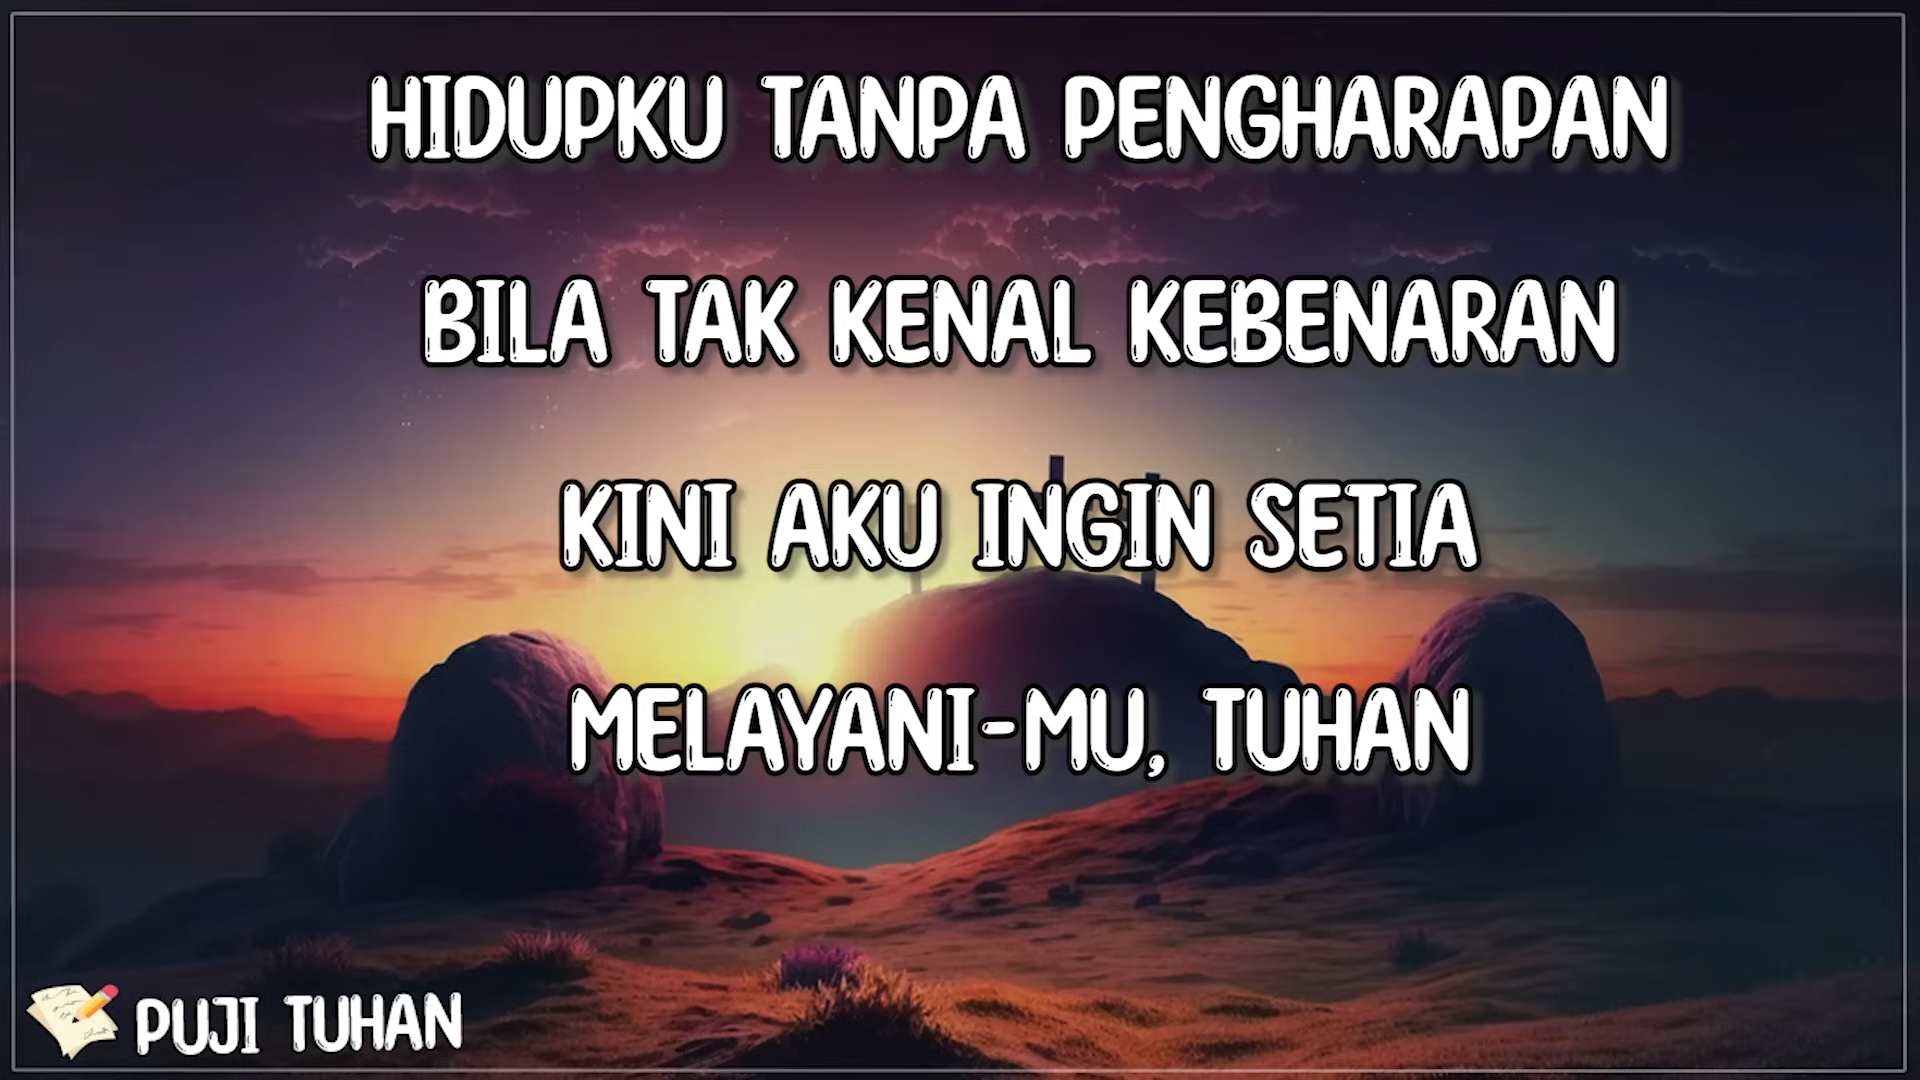 HIDUPKU TANPA PENGHARAPAN
BILA TAK KENAL KEBENARAN
KINI AKU INGIN SETIA
MELAYANI-MU, TUHAN
PUJI TUHAN